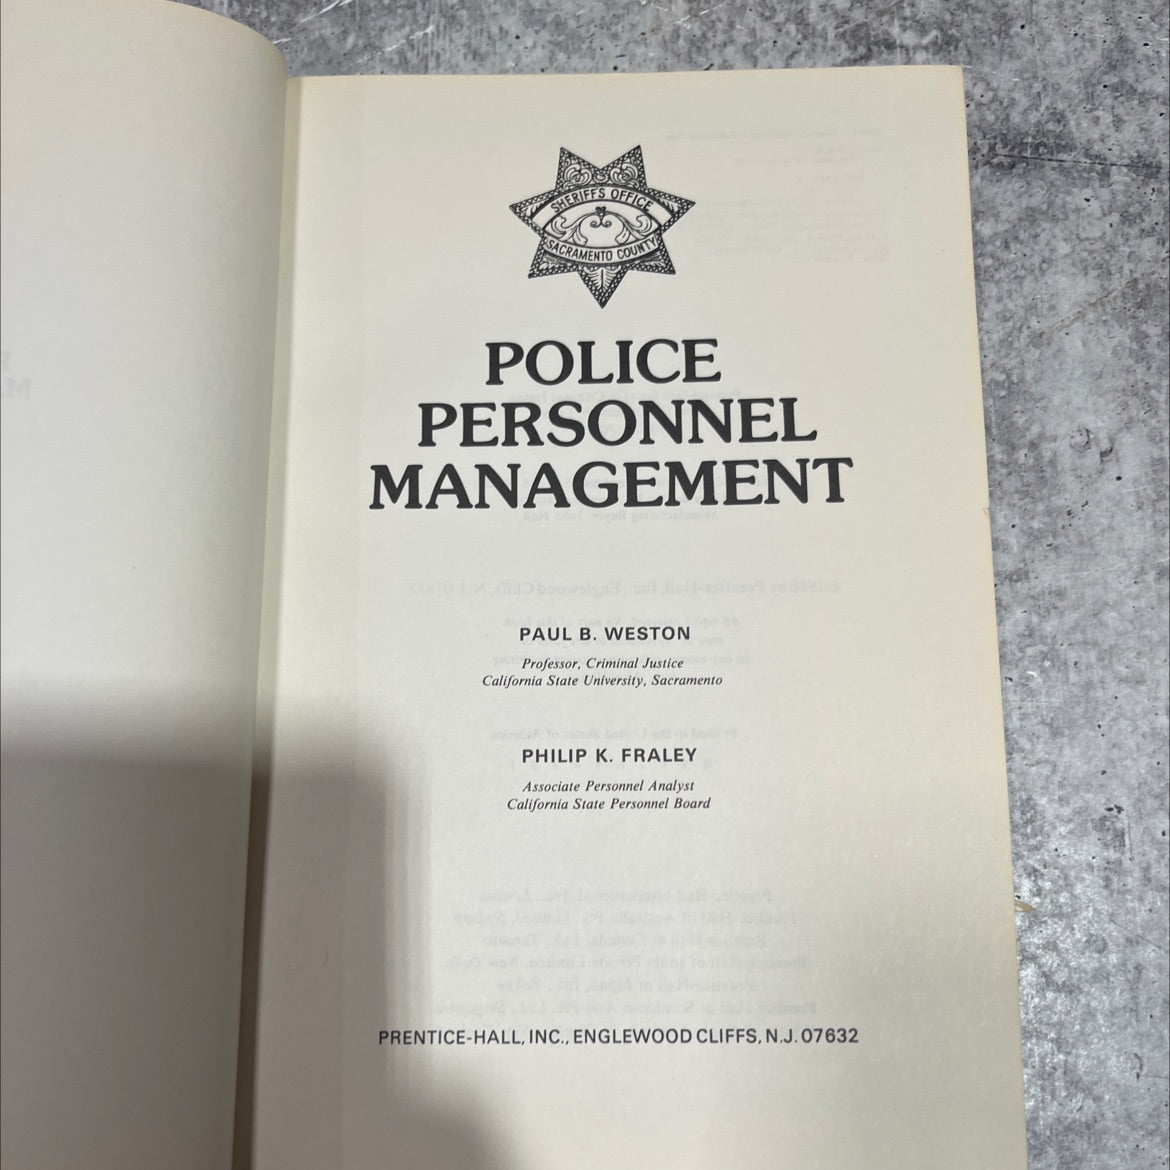 SHERIFF'S OFFICE
SACRAMENTO COUNTY
POLICE
PERSONNEL
MANAGEMENT
PAUL B. WESTON
Professor, Criminal Justice
California State University, Sacramento
PHILIP K. FRALEY
Associate Personnel Analyst
California State Personnel Board
PRENTICE-HALL, INC., ENGLEWOOD CLIFFS, N.J. 07632